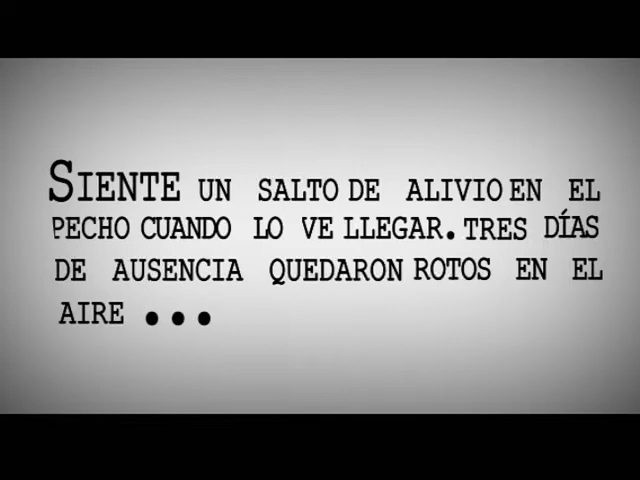 SIENTE UN SALTO DE ALIVIO EN EL
PECHO CUANDO LO VE LLEGAR. TRES DÍAS
DE AUSENCIA QUEDARON ROTOS EN EL
AIRE ...